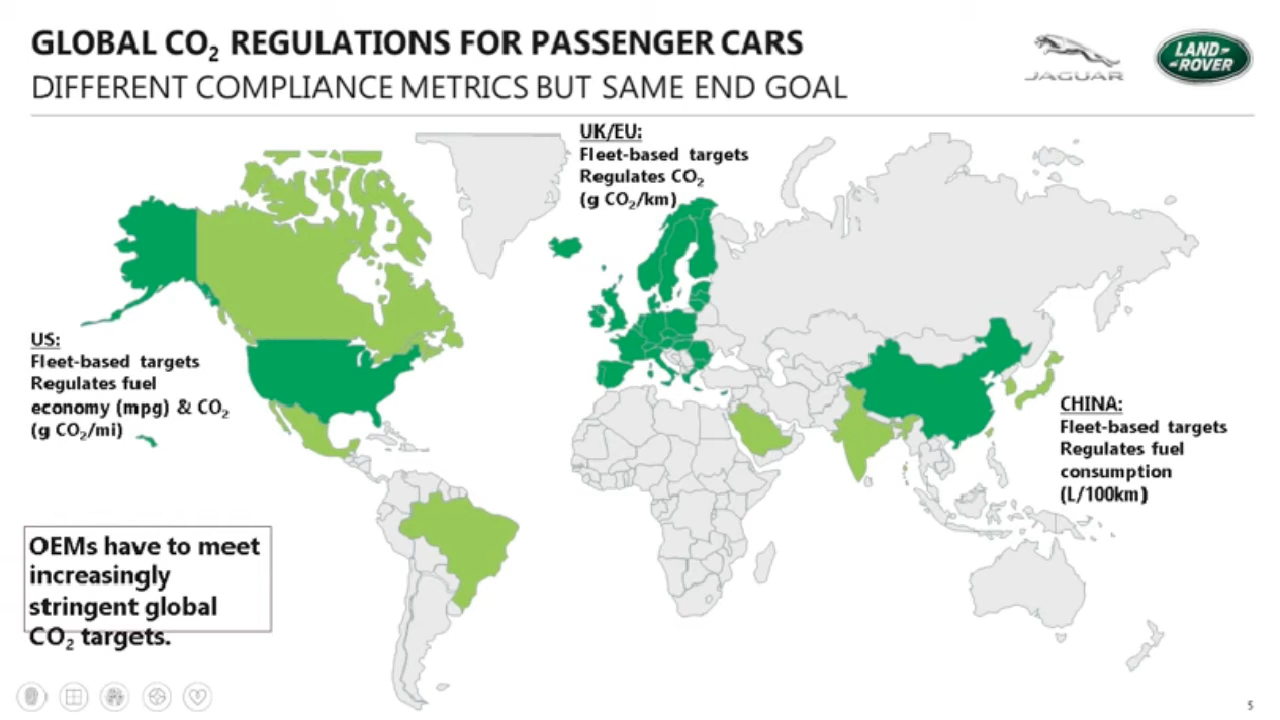 GLOBAL CO₂ REGULATIONS FOR PASSENGER CARS
DIFFERENT COMPLIANCE METRICS BUT SAME END GOAL
JAGUAR
LAND-
-ROVER
UK/EU:
Fleet-based targets
Regulates CO₂
(g CO₂/km)
US:
Fleet-based targets
Regulates fuel
economy (mpg) & CO₂
(g CO₂/mi)
CHINA:
Fleet-based targets
Regulates fuel
consumption
(L/100km)
OEMs have to meet
increasingly
stringent global
CO₂ targets.
5